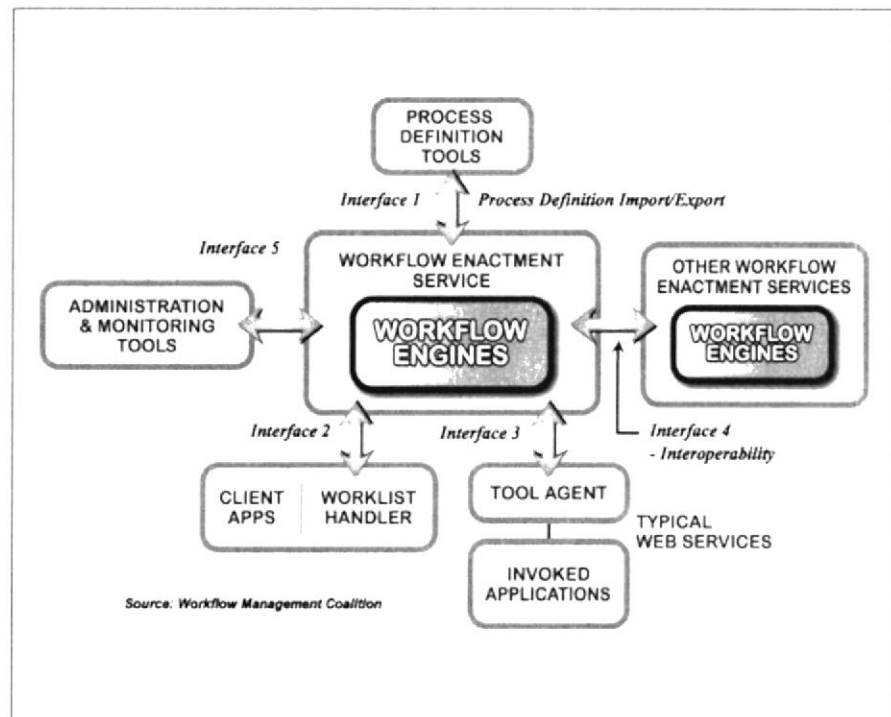 PROCESS
DEFINITION
TOOLS
Interface 1
Process Definition Import/Export
Interface 5
WORKFLOW ENACTMENT
SERVICE
WORKFLOW
ENGINES
OTHER WORKFLOW
ENACTMENT SERVICES
WORKFLOW
ENGINES
ADMINISTRATION
& MONITORING
TOOLS
Interface 2
Interface 3
Interface 4
- Interoperability
CLIENT
APPS
WORKLIST
HANDLER
TOOL AGENT
TYPICAL
WEB SERVICES
INVOKED
APPLICATIONS
Source: Workflow Management Coalition